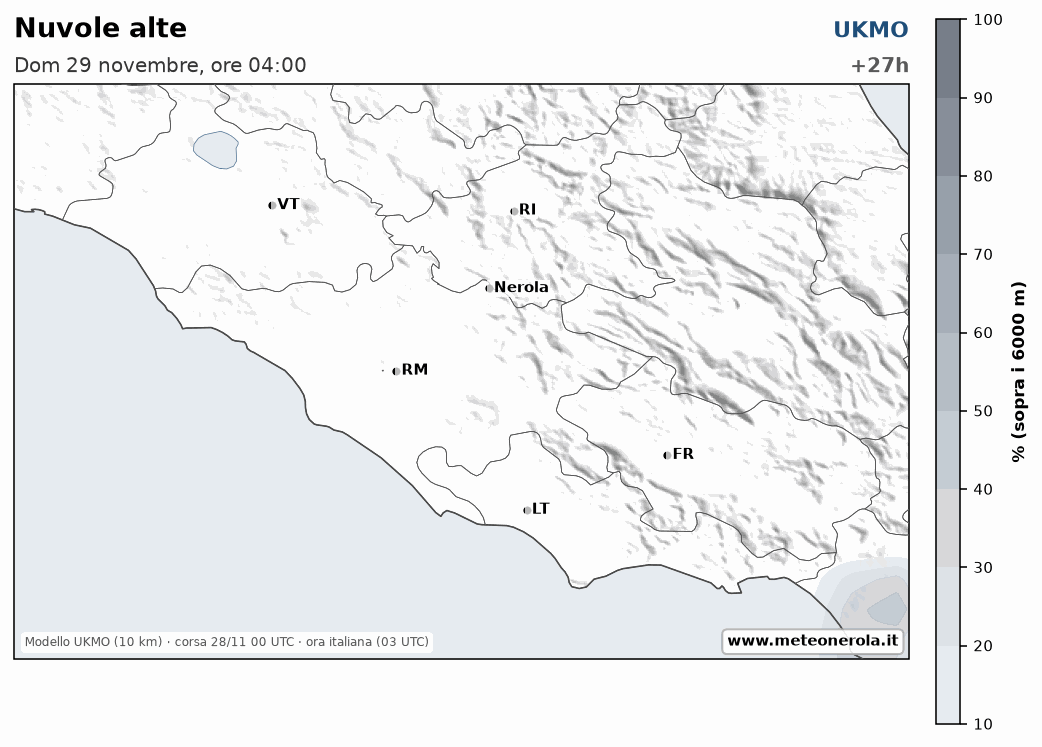 Nuvole alte
UKMO
Dom 29 novembre, ore 04:00
+27h
VT
RI
Nerola
RM
FR
LT
Modello UKMO (10 km) · corsa 28/11 00 UTC · ora italiana (03 UTC)
www.meteonerola.it
100
90
80
70
60
50
40
30
20
10
% (sopra i 6000 m)